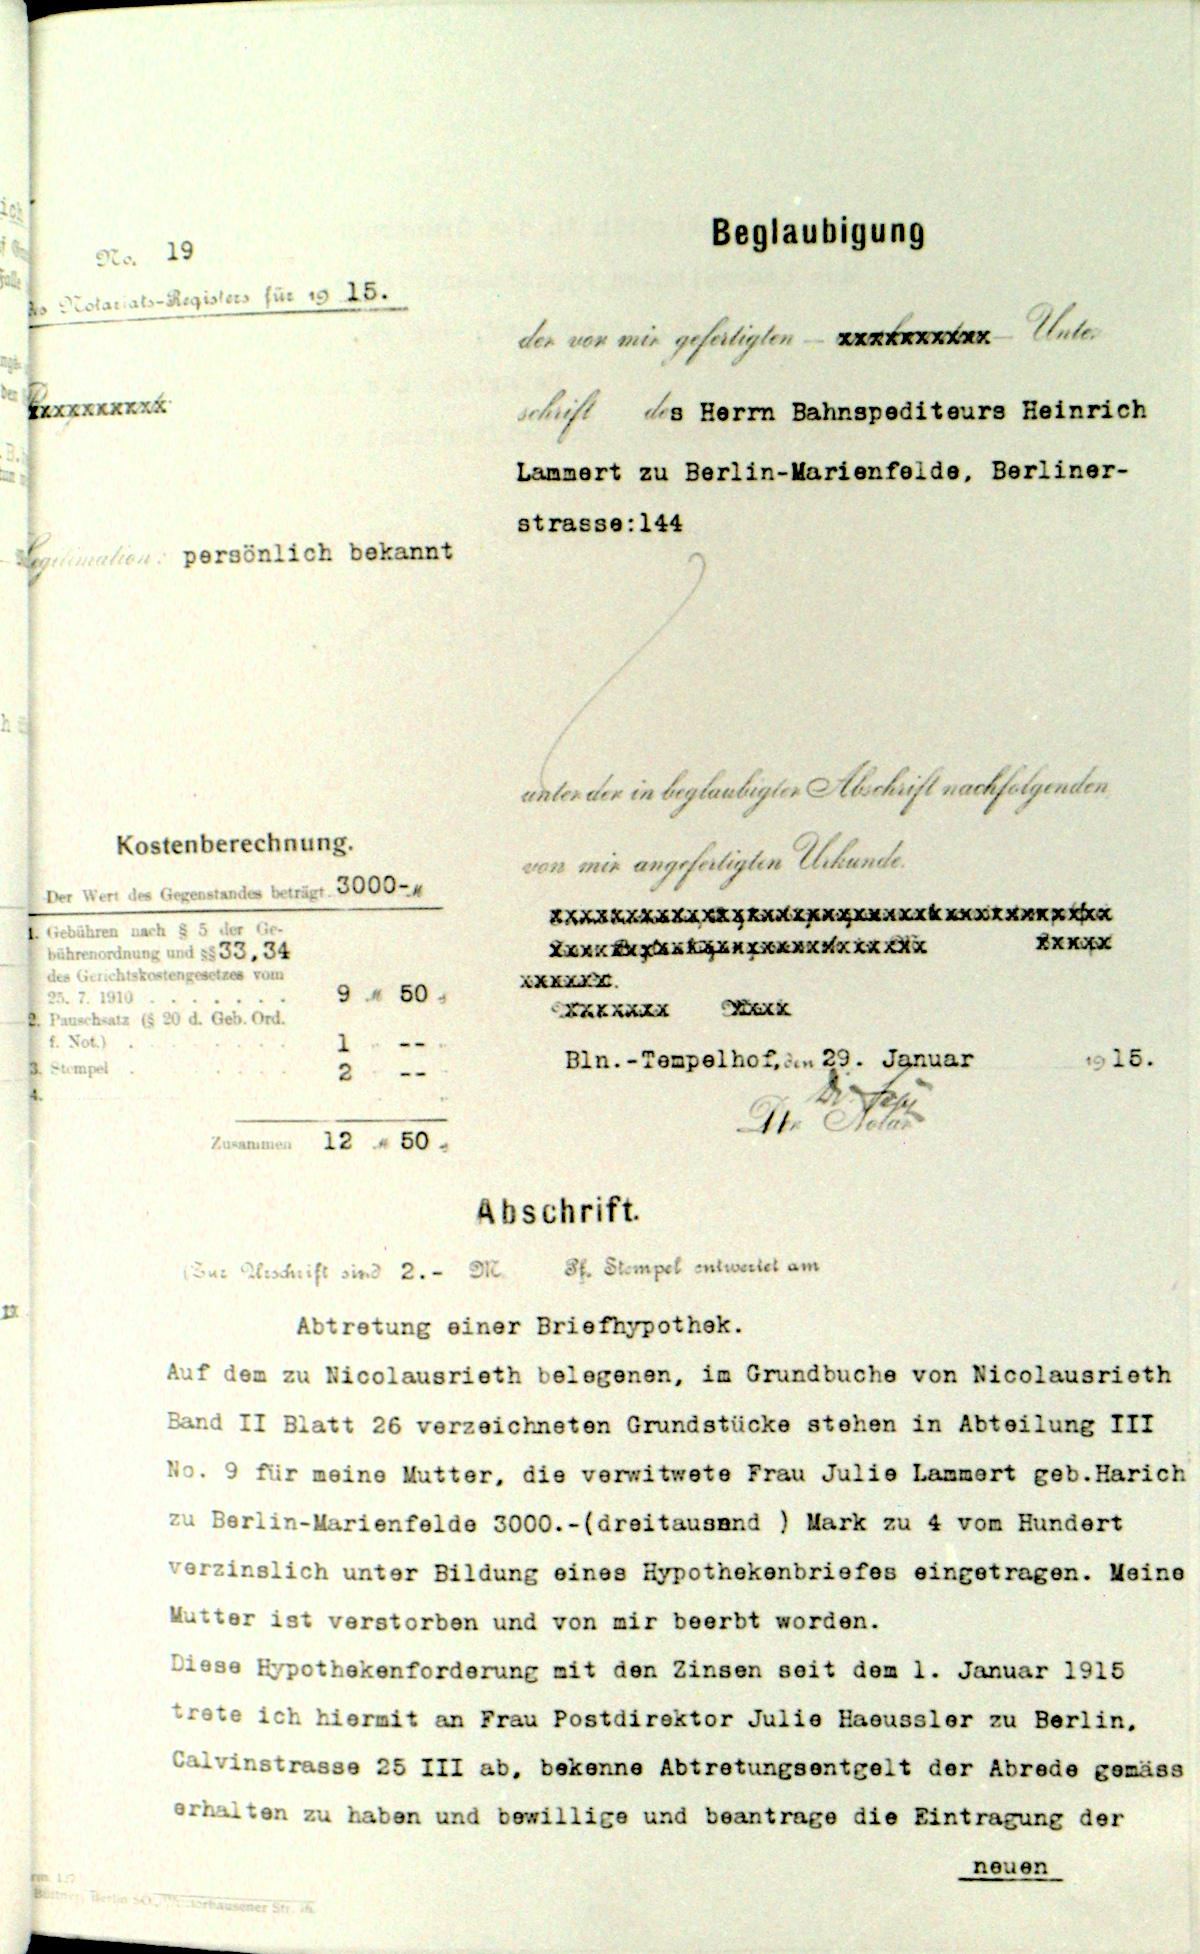 No. 19
Notariats-Registers für 1915.
xxxxxxxxxx
Legitimation: persönlich bekannt
Kostenberechnung.
Der Wert des Gegenstandes beträgt 3000-M
1. Gebühren nach § 5 der Ge-
bührenordnung und §§ 33,34
des Gerichtskostengesetzes vom
25. 7. 1910 . . . . . . . 9 M 50
2. Pauschsatz (§ 20 d. Geb. Ord.
f. Not.) . 1 --
3. Stempel . 2 --
4.
Zusammen 12 M 50
Beglaubigung
der vor mir gefertigten — xxxxxxxxxx — Unter
schrift des Herrn Bahnspediteurs Heinrich
Lammert zu Berlin-Marienfelde, Berliner-
strasse:144
unter der in beglaubigter Abschrift nachfolgenden
von mir angefertigten Urkunde.
Bln.-Tempelhof, den 29. Januar 1915.
Der Notar
Abschrift.
(Zur Urschrift sind 2.- M Pf. Stempel entwertet am
Abtretung einer Briefhypothek.
Auf dem zu Nicolausrieth belegenen, im Grundbuche von Nicolausrieth
Band II Blatt 26 verzeichneten Grundstücke stehen in Abteilung III
No. 9 für meine Mutter, die verwitwete Frau Julie Lammert geb.Harich
zu Berlin-Marienfelde 3000.-(dreitausend ) Mark zu 4 vom Hundert
verzinslich unter Bildung eines Hypothekenbriefes eingetragen. Meine
Mutter ist verstorben und von mir beerbt worden.
Diese Hypothekenforderung mit den Zinsen seit dem 1. Januar 1915
trete ich hiermit an Frau Postdirektor Julie Haeussler zu Berlin,
Calvinstrasse 25 III ab, bekenne Abtretungsentgelt der Abrede gemäss
erhalten zu haben und bewillige und beantrage die Eintragung der
neuen